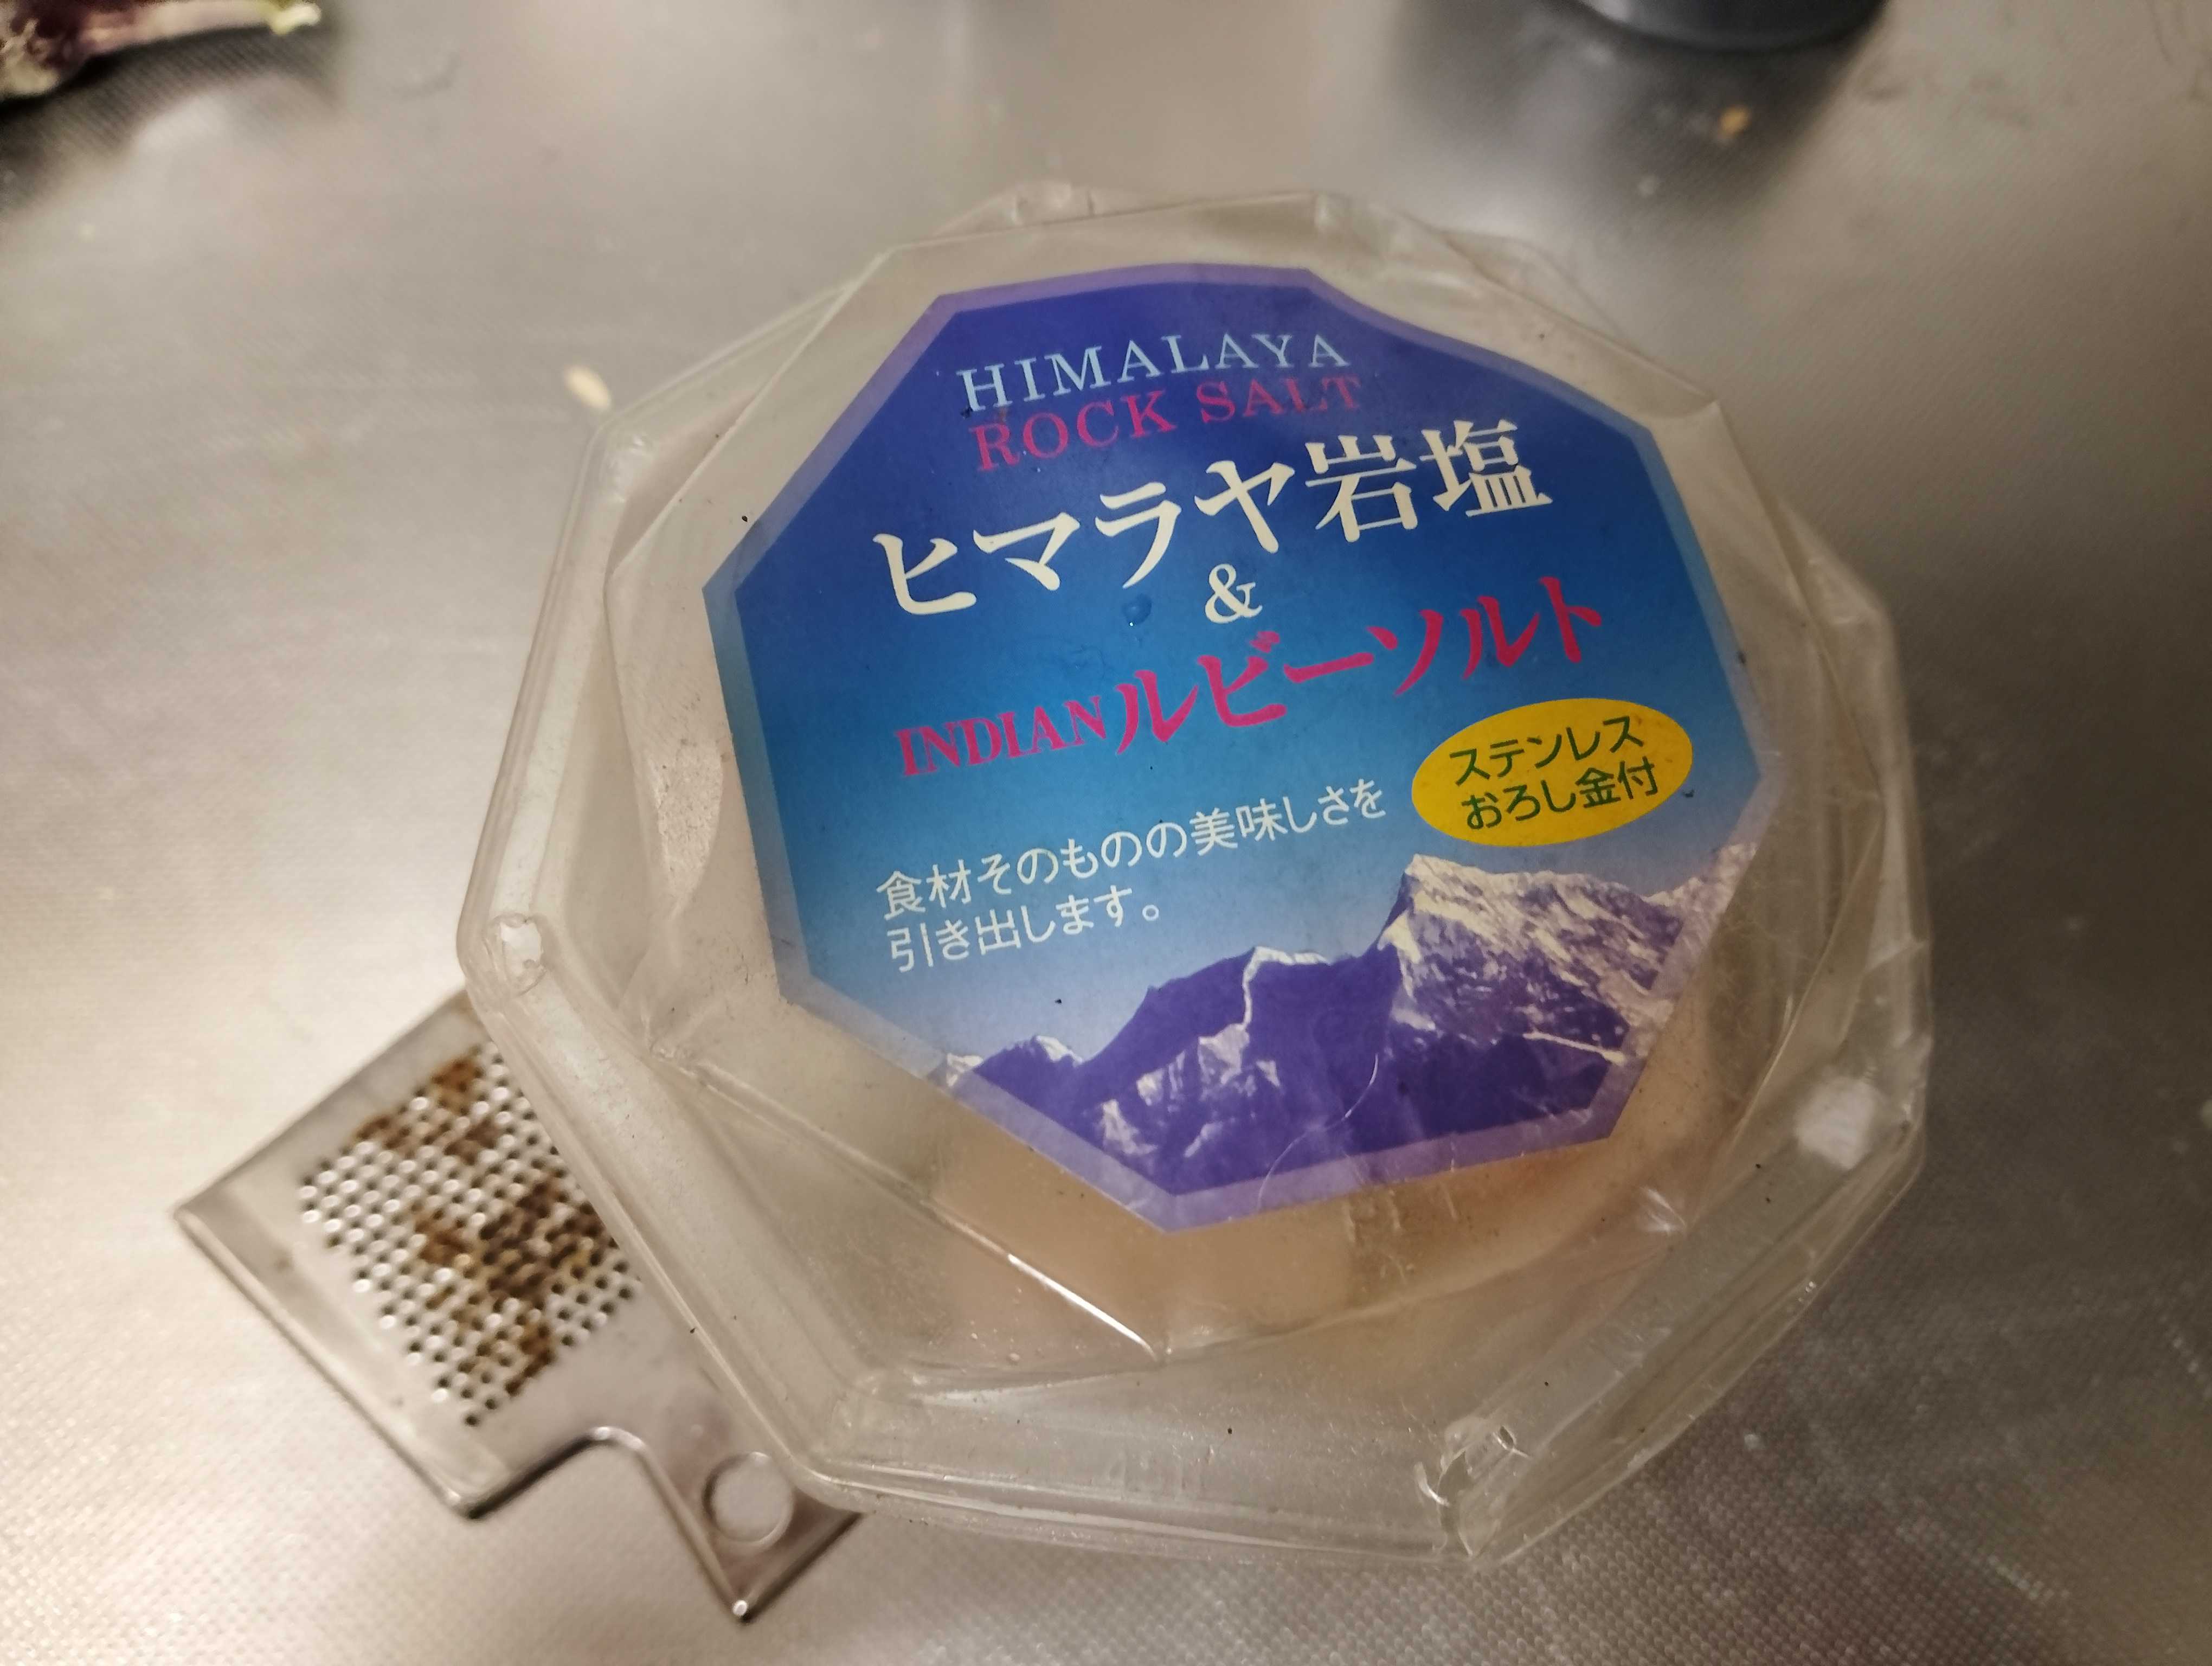 HIMALAYA
ROCK SALT
ヒマラヤ岩塩
&
INDIANルビーソルト
ステンレス
おろし金付
食材そのものの美味しさを
引き出します。